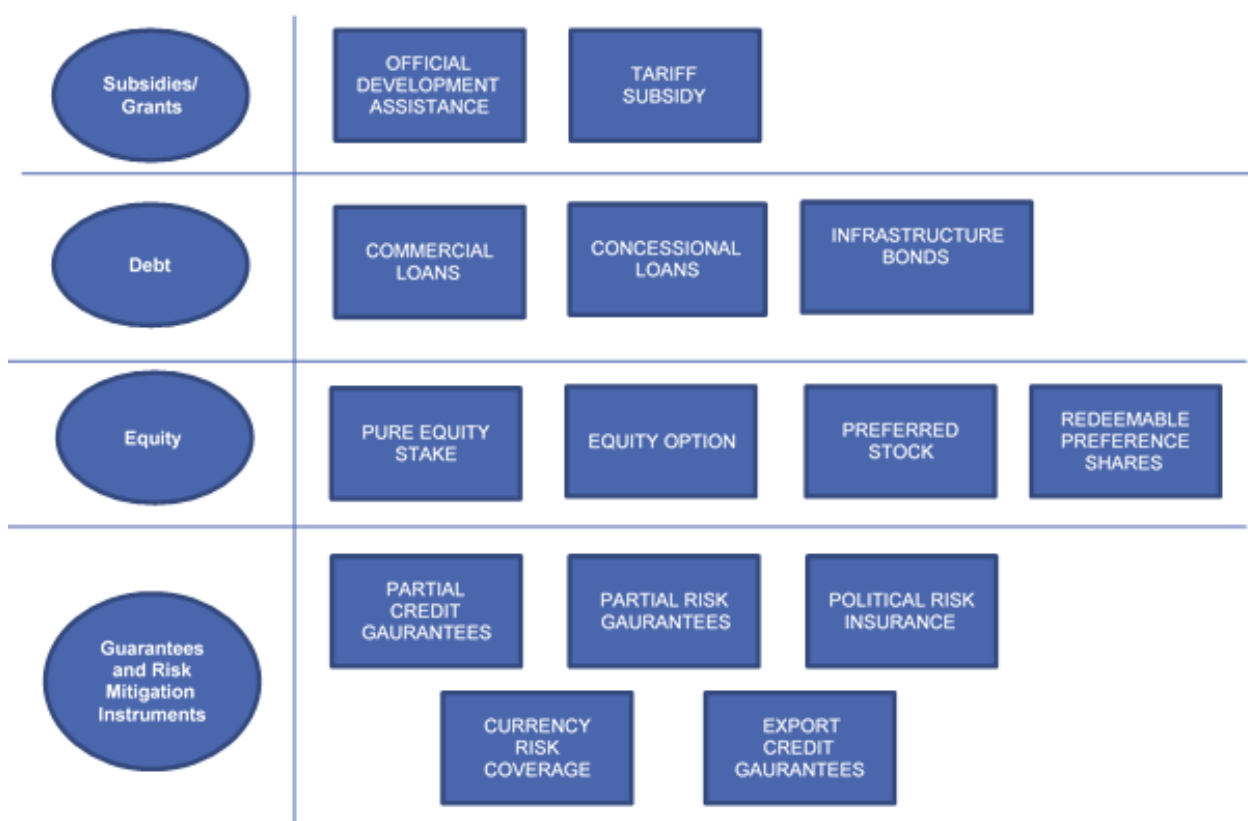 Subsidies/
Grants
OFFICIAL
DEVELOPMENT
ASSISTANCE
TARIFF
SUBSIDY
Debt
COMMERCIAL
LOANS
CONCESSIONAL
LOANS
INFRASTRUCTURE
BONDS
Equity
PURE EQUITY
STAKE
EQUITY OPTION
PREFERRED
STOCK
REDEEMABLE
PREFERENCE
SHARES
Guarantees
and Risk
Mitigation
Instruments
PARTIAL
CREDIT
GAURANTEES
PARTIAL RISK
GAURANTEES
POLITICAL RISK
INSURANCE
CURRENCY
RISK
COVERAGE
EXPORT
CREDIT
GAURANTEES